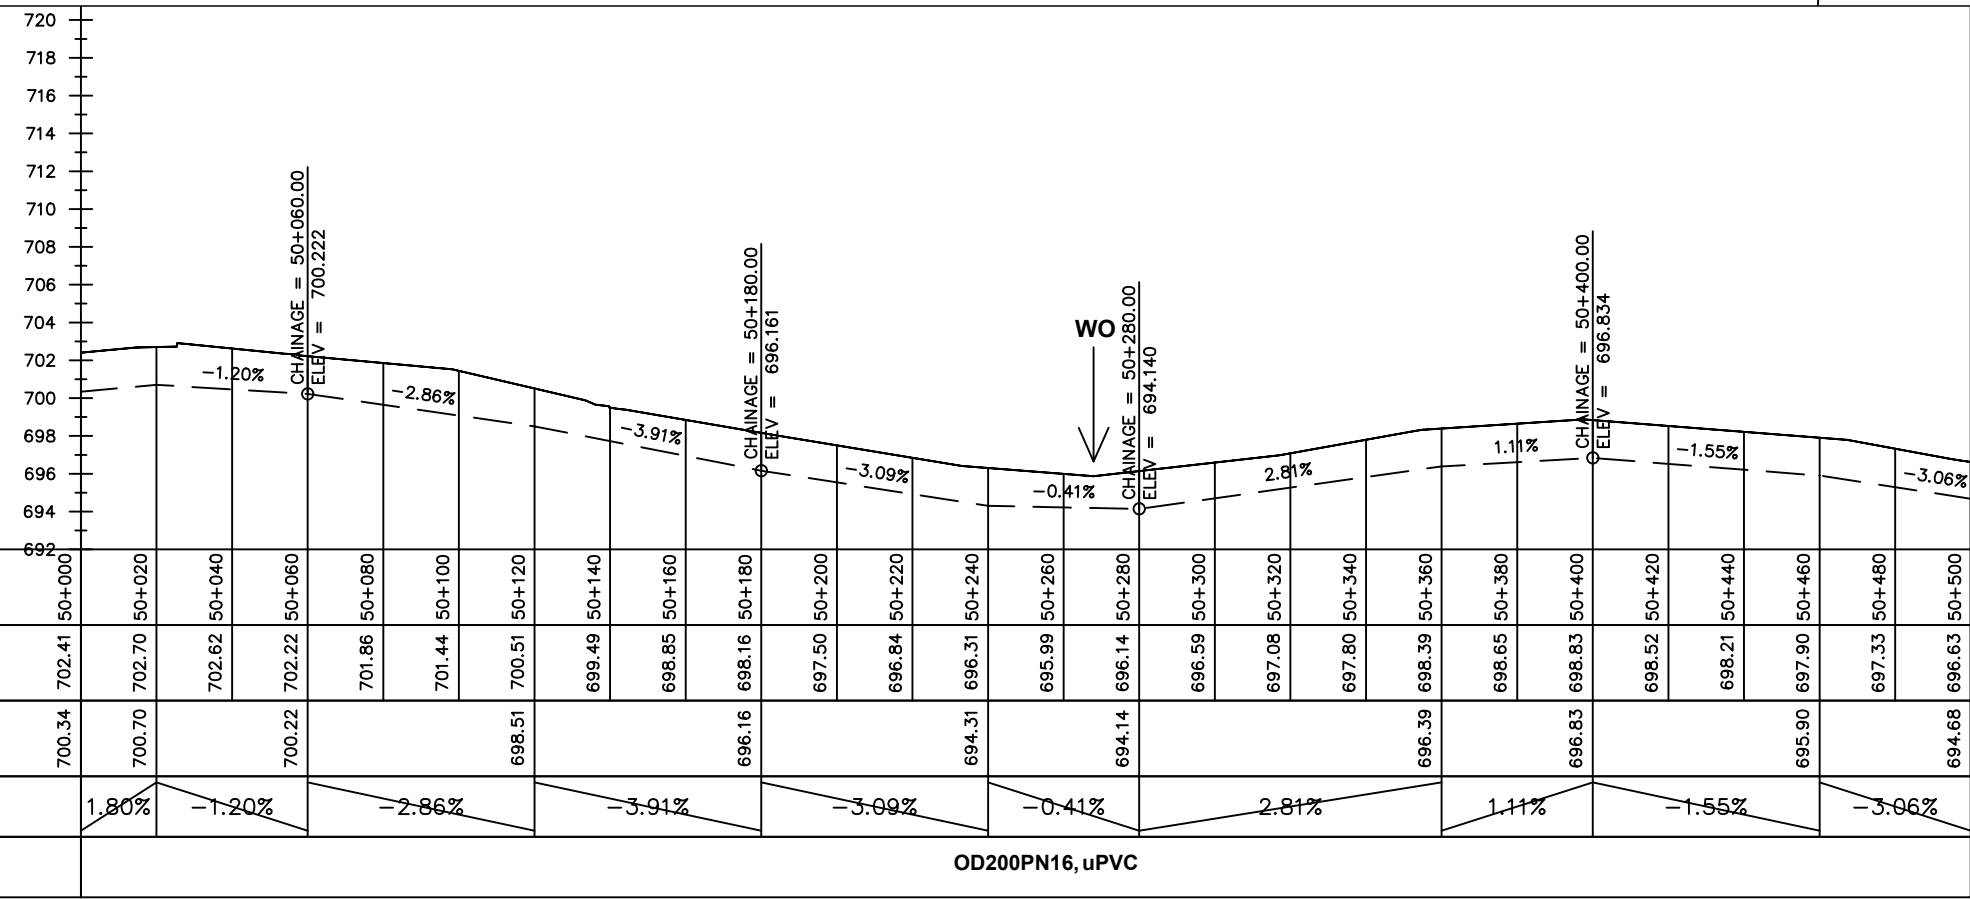 720
718
716
714
712
710
708
706
704
702
700
698
696
694
692
CHAINAGE = 50+060.00
ELEV = 700.222
CHAINAGE = 50+180.00
ELEV = 696.161
WO
CHAINAGE = 50+280.00
ELEV = 694.140
CHAINAGE = 50+400.00
ELEV = 696.834
-1.20%
-2.86%
-3.91%
-3.09%
-0.41%
2.81%
1.11%
-1.55%
-3.06%
50+000 50+020 50+040 50+060 50+080 50+100 50+120 50+140 50+160 50+180 50+200 50+220 50+240 50+260 50+280 50+300 50+320 50+340 50+360 50+380 50+400 50+420 50+440 50+460 50+480 50+500
702.41 702.70 702.62 702.22 701.86 701.44 700.51 699.49 698.85 698.16 697.50 696.84 696.31 695.99 696.14 696.59 697.08 697.80 698.39 698.65 698.83 698.52 698.21 697.90 697.33 696.63
700.34 700.70 700.22 698.51 696.16 694.31 694.14 696.39 696.83 695.90 694.68
1.80% -1.20% -2.86% -3.91% -3.09% -0.41% 2.81% 1.11% -1.55% -3.06%
OD200PN16, uPVC